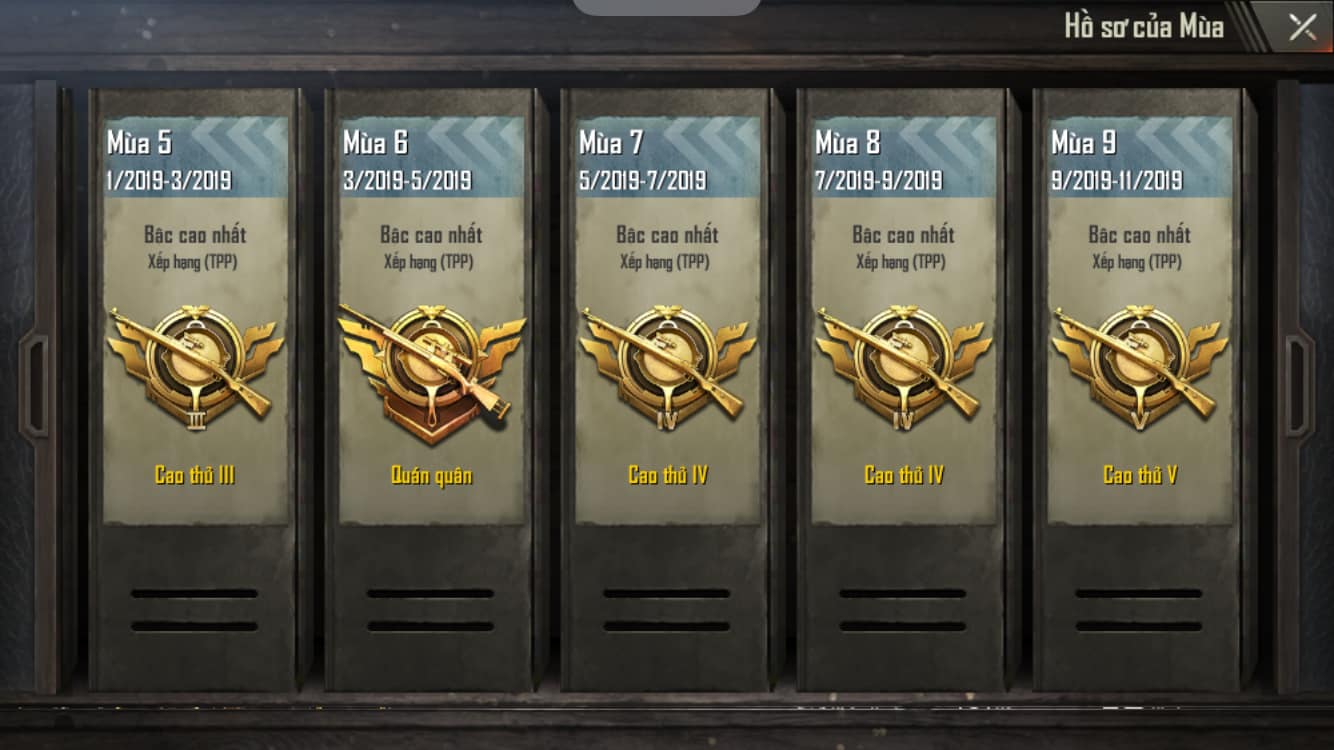 Hồ sơ của Mùa
Mùa 5
1/2019-3/2019
Bậc cao nhất
Xếp hạng (TPP)
III
Cao thủ III
Mùa 6
3/2019-5/2019
Bậc cao nhất
Xếp hạng (TPP)
Quán quân
Mùa 7
5/2019-7/2019
Bậc cao nhất
Xếp hạng (TPP)
IV
Cao thủ IV
Mùa 8
7/2019-9/2019
Bậc cao nhất
Xếp hạng (TPP)
IV
Cao thủ IV
Mùa 9
9/2019-11/2019
Bậc cao nhất
Xếp hạng (TPP)
V
Cao thủ V